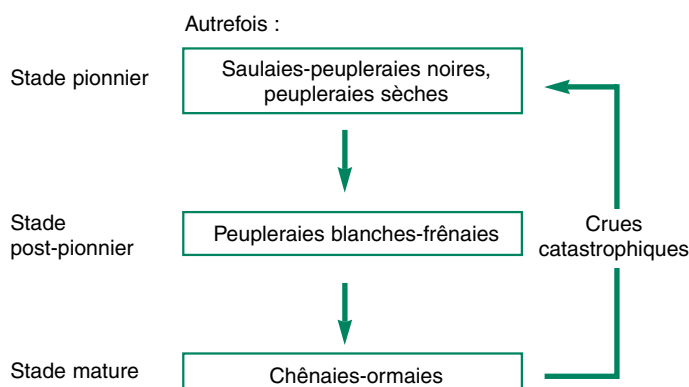 Autrefois :
Stade pionnier
Saulaies-peupleraies noires,
peupleraies sèches
Stade
post-pionnier
Peupleraies blanches-frênaies
Crues
catastrophiques
Stade mature
Chênaies-ormaies